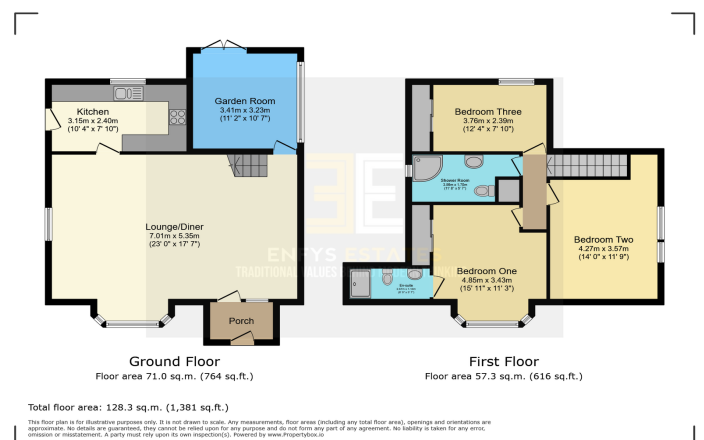 Garden Room
3.41m x 3.23m
(11' 2" x 10' 7")
Kitchen
3.15m x 2.40m
(10' 4" x 7' 10")
Lounge/Diner
7.01m x 5.35m
(23' 0" x 17' 7")
Porch
Bedroom Three
3.76m x 2.39m
(12' 4" x 7' 10")
Shower Room
Bedroom Two
4.27m x 3.57m
(14' 0" x 11' 9")
Bedroom One
4.85m x 3.43m
(15' 11" x 11' 3")
En-suite
ENFYS ESTATES
TRADITIONAL VALUES
Ground Floor
Floor area 71.0 sq.m. (764 sq.ft.)
First Floor
Floor area 57.3 sq.m. (616 sq.ft.)
Total floor area: 128.3 sq.m. (1,381 sq.ft.)
This floor plan is for illustrative purposes only. It is not drawn to scale. Any measurements, floor areas (including any total floor area), openings and orientations are
approximate. No details are guaranteed, they cannot be relied upon for any purpose and do not form any part of any agreement. No liability is taken for any error,
omission or misstatement. A party must rely upon its own inspection(s). Powered by www.Propertybox.io